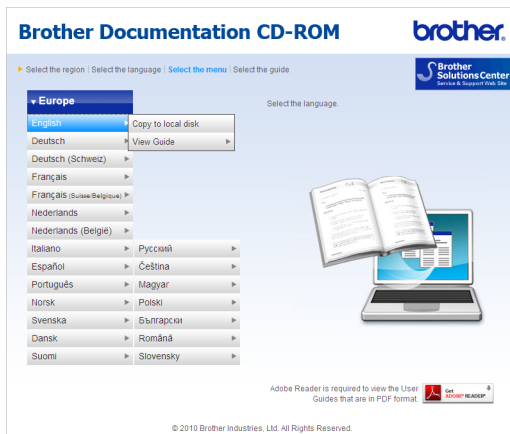 Brother Documentation CD-ROM
brother
Select the region | Select the language | Select the menu | Select the guide
Brother
Solutions Center
Service & Support Web Site
Europe
Select the language.
English
Copy to local disk
Deutsch
View Guide
Deutsch (Schweiz)
Français
Français (Suisse/Belgique)
Nederlands
Nederlands (België)
Italiano
Русский
Español
Čeština
Português
Magyar
Norsk
Polski
Svenska
Български
Dansk
Română
Suomi
Slovensky
Adobe Reader is required to view the User
Guides that are in PDF format.
Get
ADOBE® READER®
© 2010 Brother Industries, Ltd. All Rights Reserved.